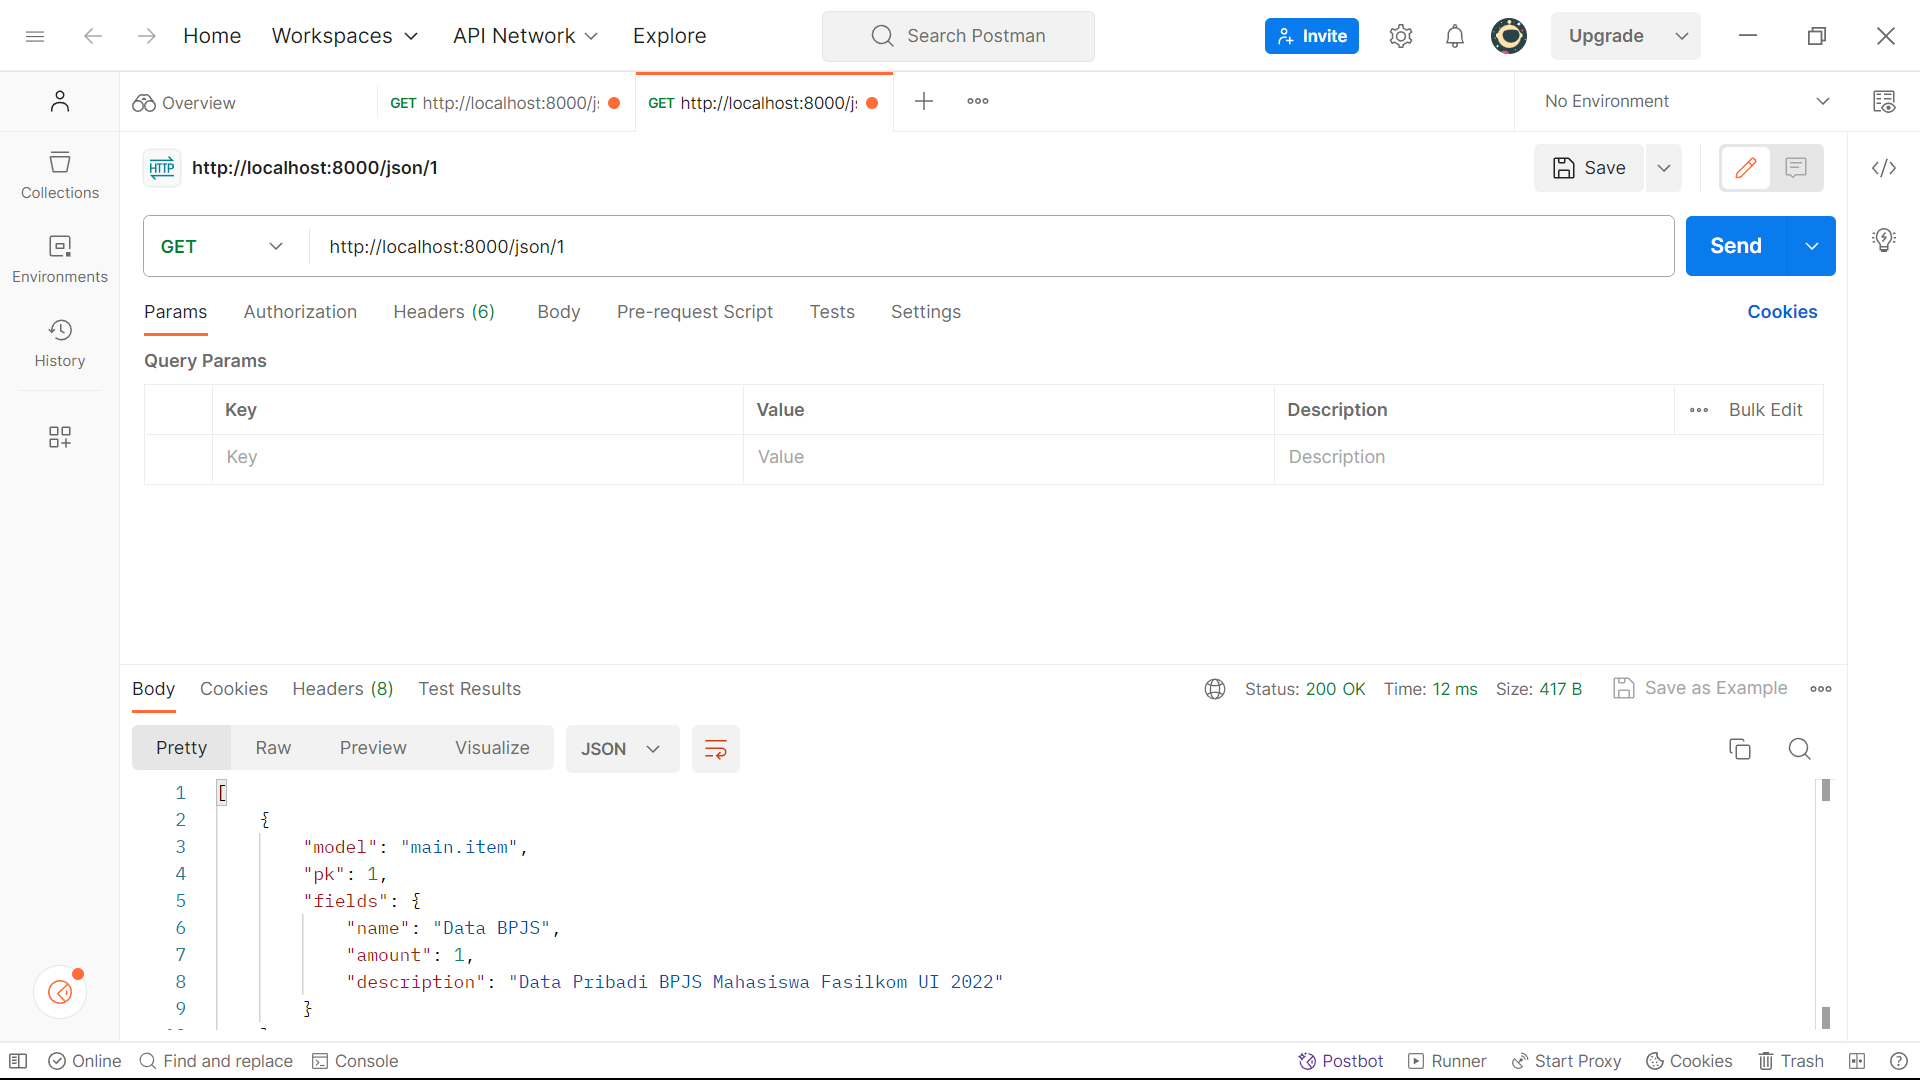 Home Workspaces API Network Explore Search Postman Invite Upgrade
Overview GET http://localhost:8000/j GET http://localhost:8000/j No Environment
HTTP http://localhost:8000/json/1 Save
Collections
Environments
History
GET http://localhost:8000/json/1 Send
Params Authorization Headers (6) Body Pre-request Script Tests Settings Cookies
Query Params
Key Value Description Bulk Edit
Key Value Description
Body Cookies Headers (8) Test Results Status: 200 OK Time: 12 ms Size: 417 B Save as Example
Pretty Raw Preview Visualize JSON
1 [
2 {
3 "model": "main.item",
4 "pk": 1,
5 "fields": {
6 "name": "Data BPJS",
7 "amount": 1,
8 "description": "Data Pribadi BPJS Mahasiswa Fasilkom UI 2022"
9 }
Online Find and replace Console Postbot Runner Start Proxy Cookies Trash